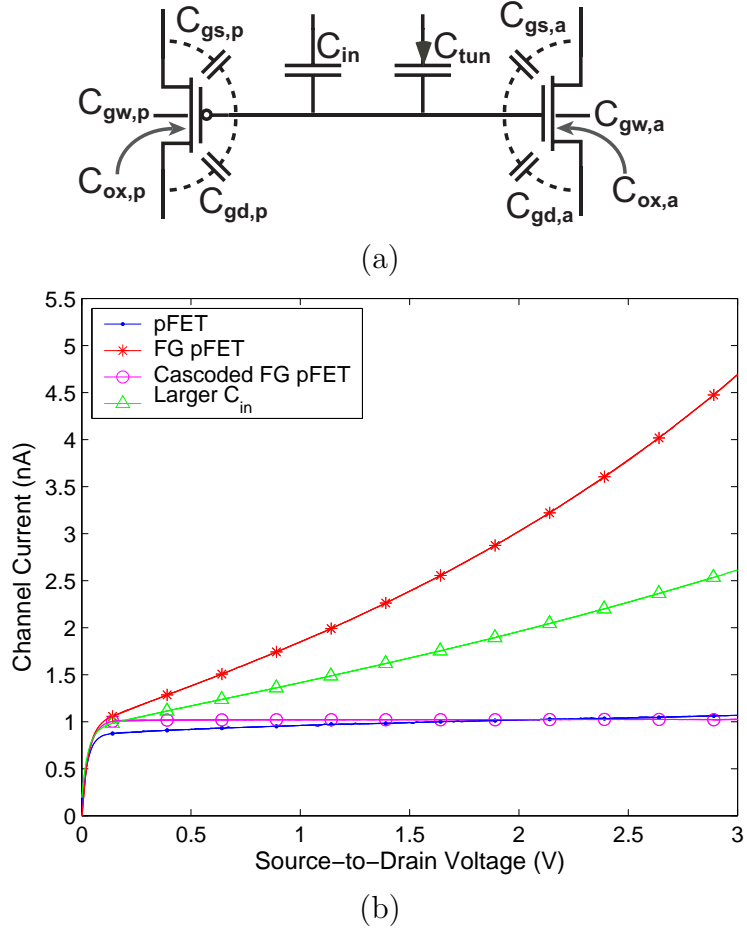 C_gs,p
C_in
C_tun
C_gs,a
C_gw,p
C_gw,a
C_ox,p
C_gd,p
C_gd,a
C_ox,a
(a)
5.5
5
4.5
4
3.5
3
2.5
2
1.5
1
0.5
0
Channel Current (nA)
pFET
FG pFET
Cascoded FG pFET
Larger C_in
0 0.5 1 1.5 2 2.5 3
Source−to−Drain Voltage (V)
(b)